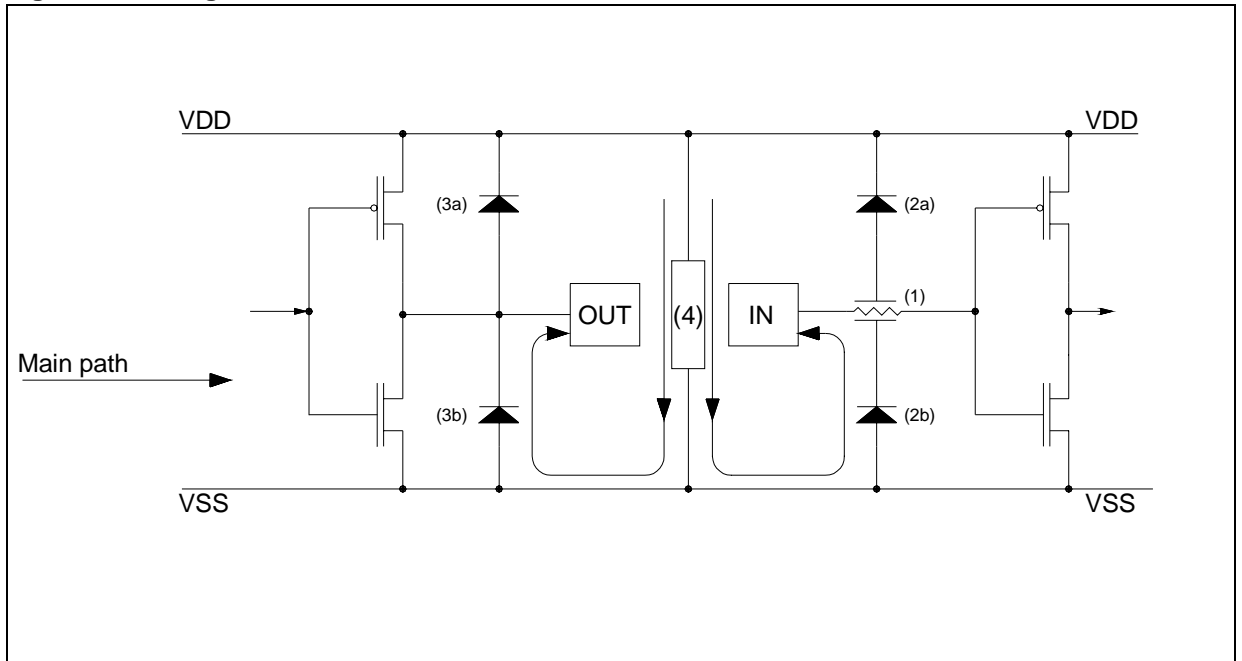 VDD
VDD
(3a)
(2a)
(1)
OUT
(4)
IN
Main path
(3b)
(2b)
VSS
VSS